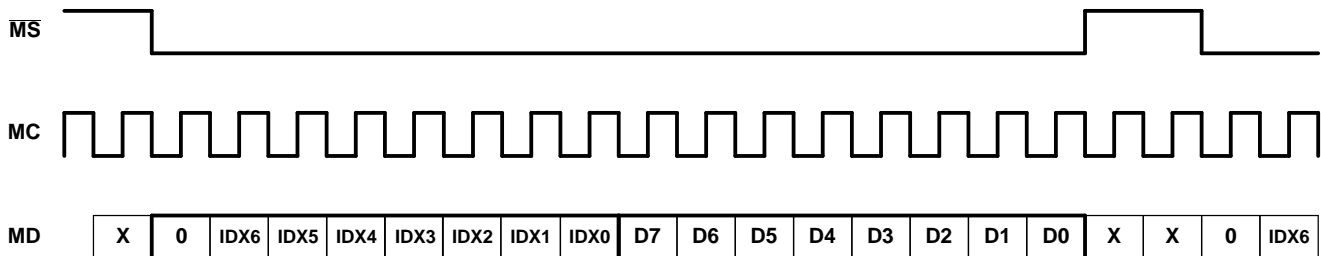 MS
MC
MD X 0 IDX6 IDX5 IDX4 IDX3 IDX2 IDX1 IDX0 D7 D6 D5 D4 D3 D2 D1 D0 X X 0 IDX6